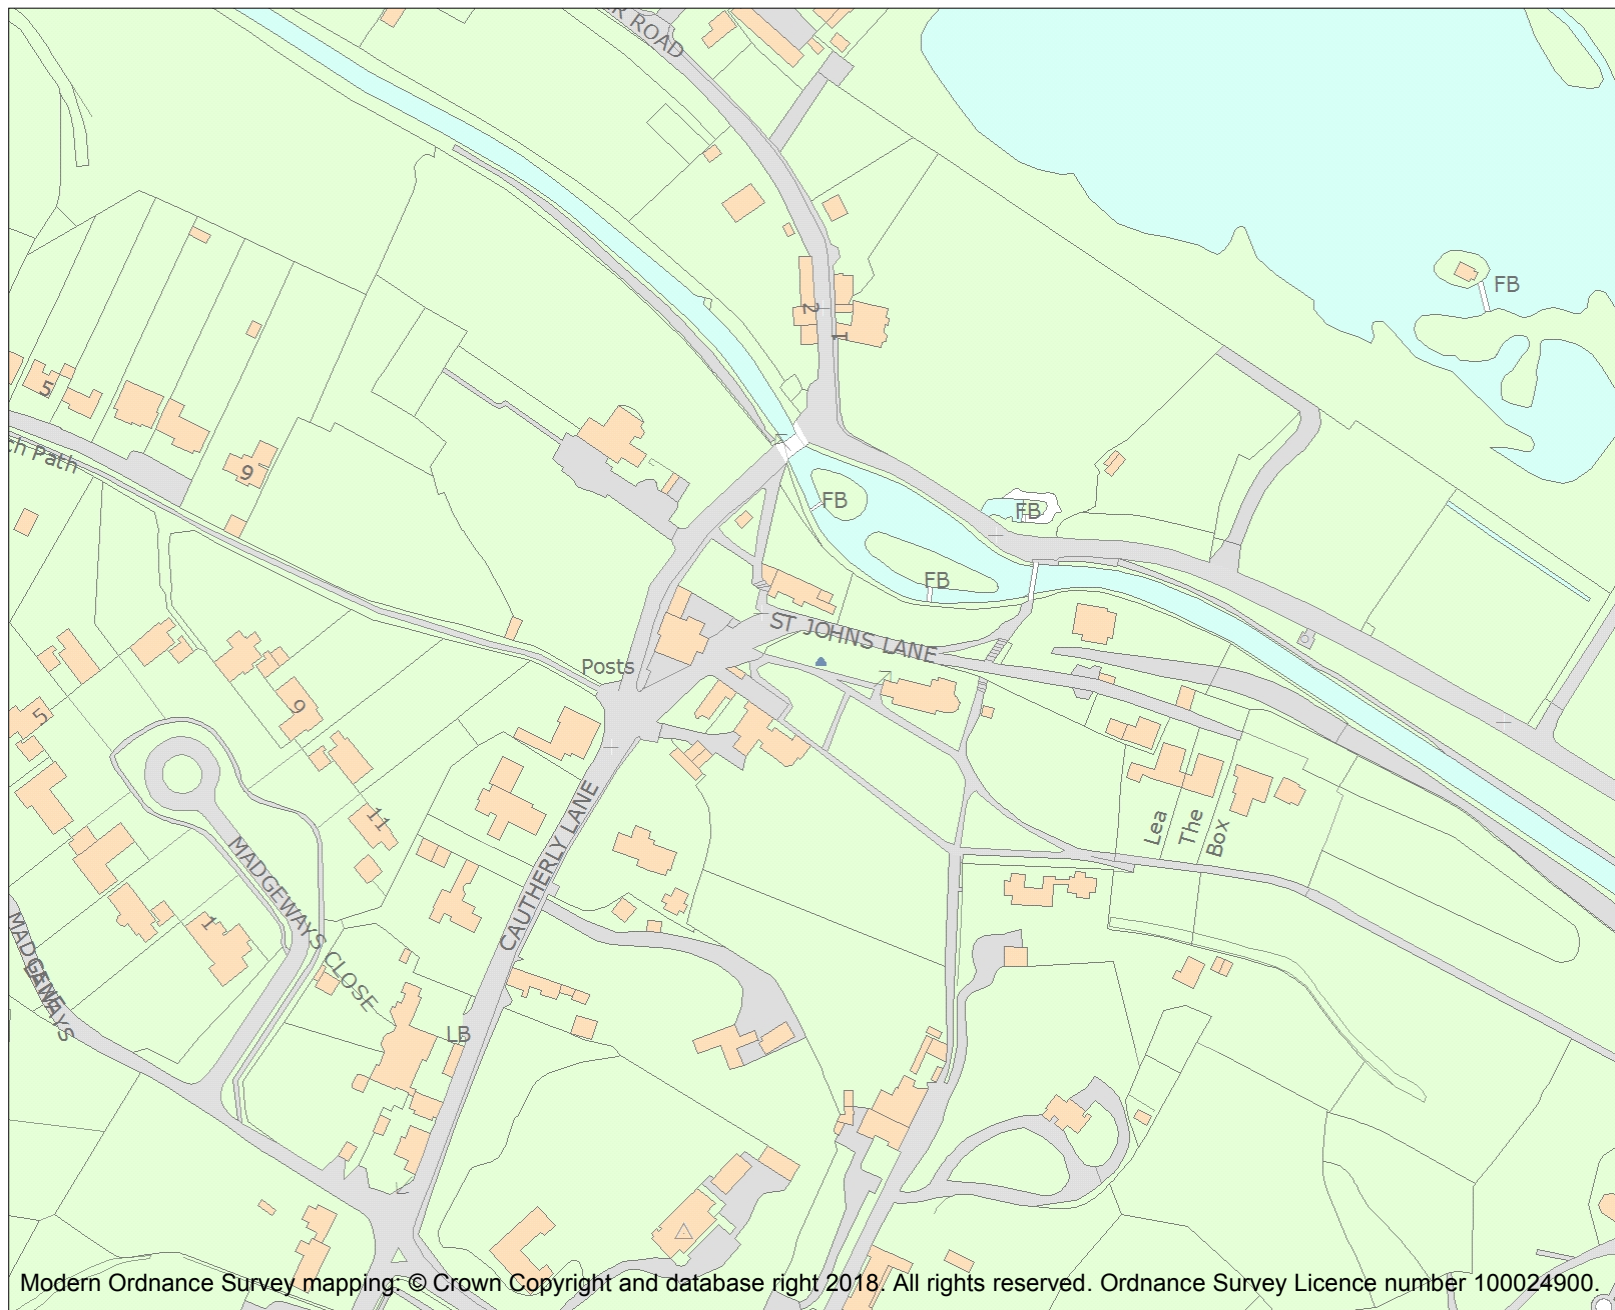 R ROAD
FB
2
1
5
ch Path
9
FB
FB
FB
ST JOHNS LANE
Posts
5
9
11
MADGEWAYS CLOSE
CAUTHERLY LANE
Lea
The
Box
1
MADGEWAYS
LANE
LB
Modern Ordnance Survey mapping: © Crown Copyright and database right 2018. All rights reserved. Ordnance Survey Licence number 100024900.